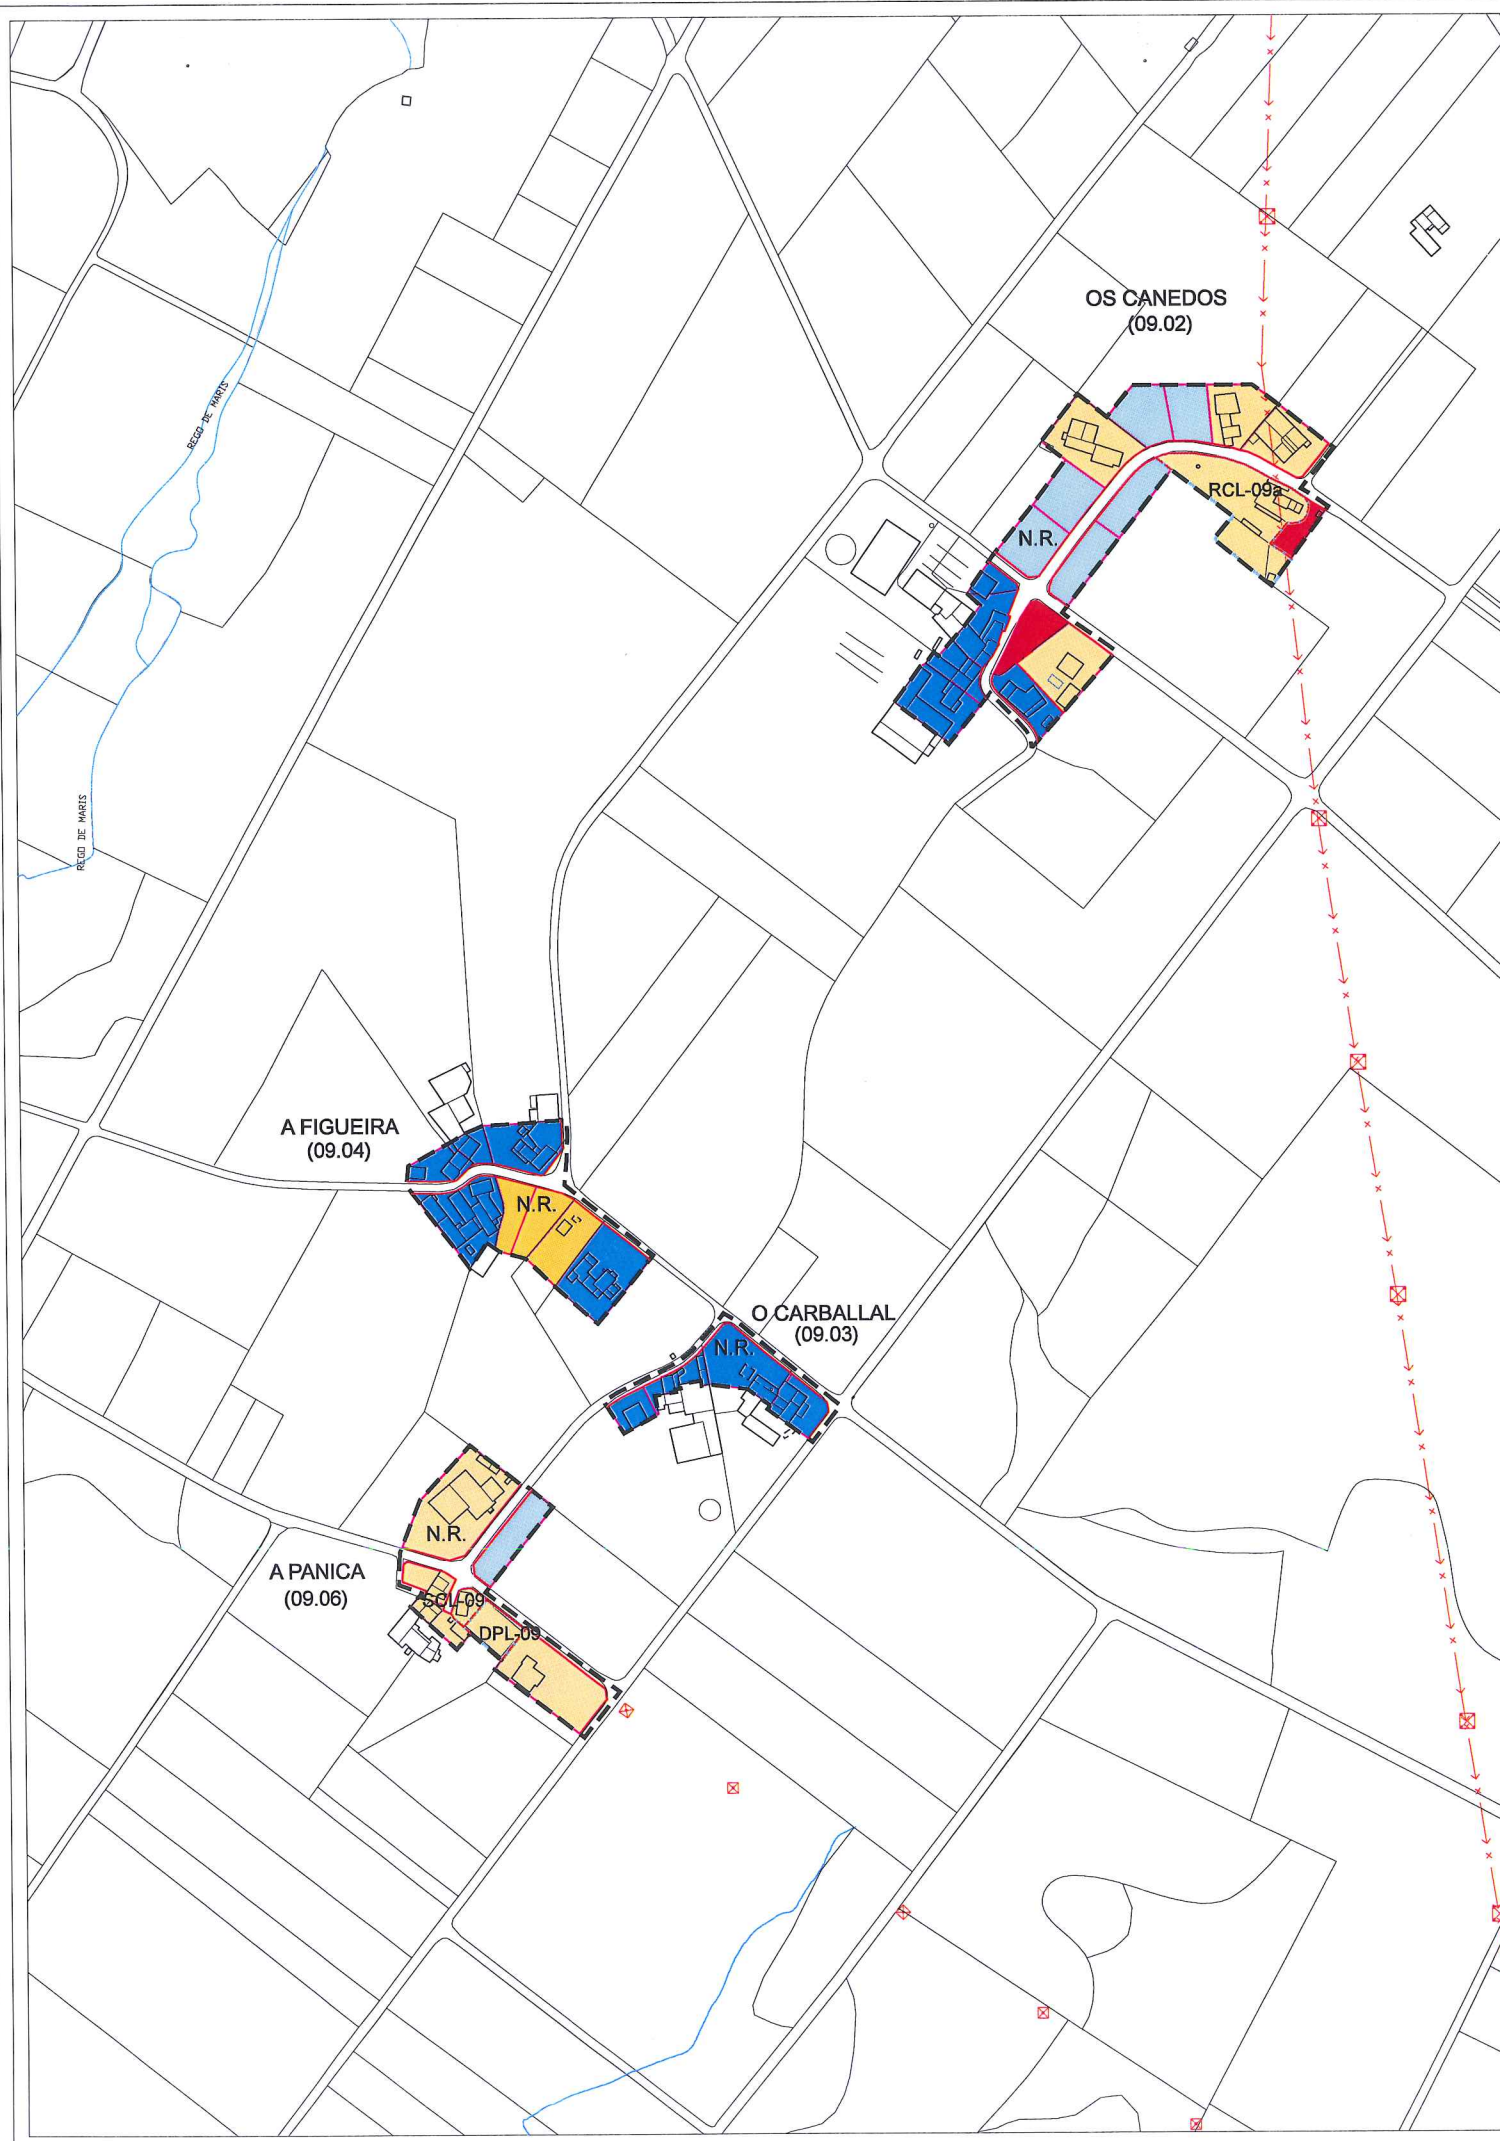 OS CANEDOS
(09.02)
REGO DE MARIS
RCL-09a
N.R.
REGO DE MARIS
A FIGUEIRA
(09.04)
N.R.
O CARBALLAL
(09.03)
N.R.
N.R.
A PANICA
(09.06)
SCL-09
DPL-09